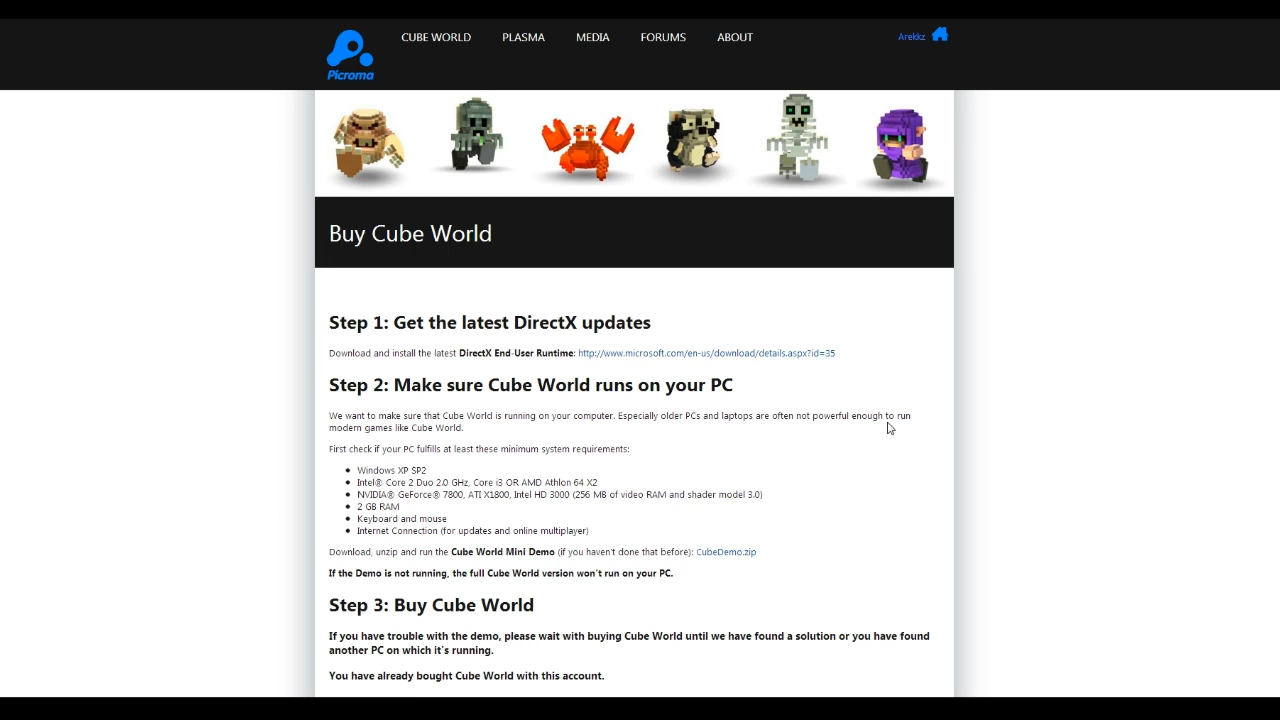 CUBE WORLD PLASMA MEDIA FORUMS ABOUT Arekkz
Picroma
Buy Cube World
Step 1: Get the latest DirectX updates
Download and install the latest DirectX End-User Runtime: http://www.microsoft.com/en-us/download/details.aspx?id=35
Step 2: Make sure Cube World runs on your PC
We want to make sure that Cube World is running on your computer. Especially older PCs and laptops are often not powerful enough to run
modern games like Cube World.
First check if your PC fulfills at least these minimum system requirements:
• Windows XP SP2
• Intel® Core 2 Duo 2.0 GHz, Core i3 OR AMD Athlon 64 X2
• NVIDIA® GeForce® 7800, ATI X1800, Intel HD 3000 (256 MB of video RAM and shader model 3.0)
• 2 GB RAM
• Keyboard and mouse
• Internet Connection (for updates and online multiplayer)
Download, unzip and run the Cube World Mini Demo (if you haven't done that before): CubeDemo.zip
If the Demo is not running, the full Cube World version won't run on your PC.
Step 3: Buy Cube World
If you have trouble with the demo, please wait with buying Cube World until we have found a solution or you have found
another PC on which it's running.
You have already bought Cube World with this account.